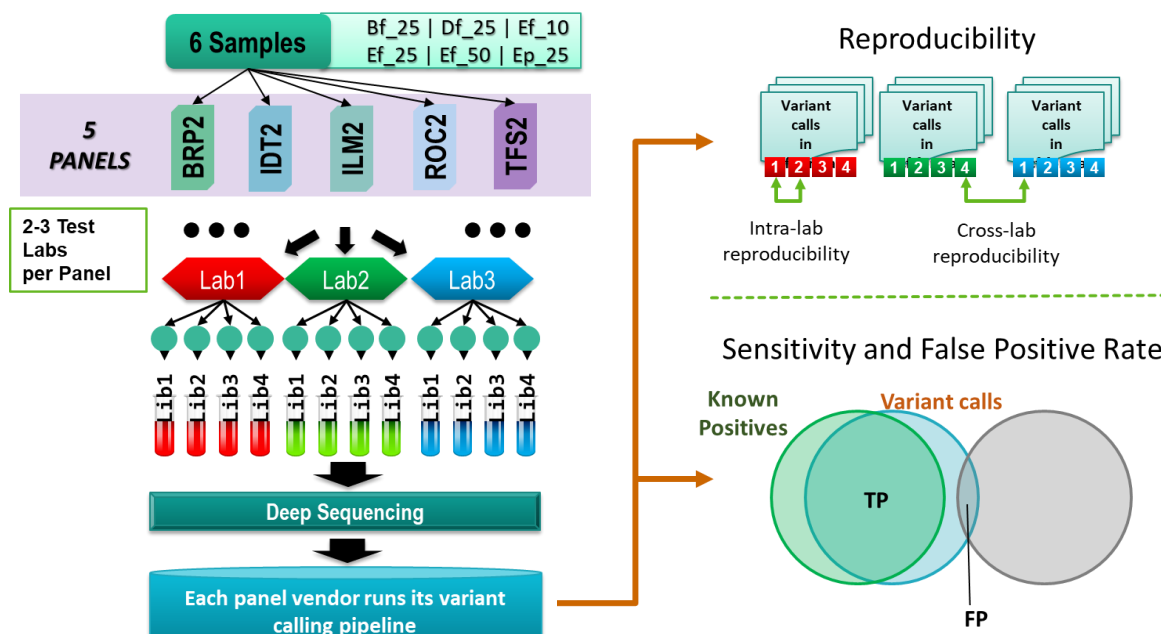 6 Samples
Bf_25 | Df_25 | Ef_10
Ef_25 | Ef_50 | Ep_25
5
PANELS
BRP2
IDT2
ILM2
ROC2
TFS2
2-3 Test
Labs
per Panel
Lab1
Lab2
Lab3
Lib1
Lib2
Lib3
Lib4
Lib1
Lib2
Lib3
Lib4
Lib1
Lib2
Lib3
Lib4
Deep Sequencing
Each panel vendor runs its variant
calling pipeline
Reproducibility
Variant
calls
in
1 2 3 4
Variant
calls
in
1 2 3 4
Variant
calls
in
1 2 3 4
Intra-lab
reproducibility
Cross-lab
reproducibility
Sensitivity and False Positive Rate
Known
Positives
Variant calls
TP
FP